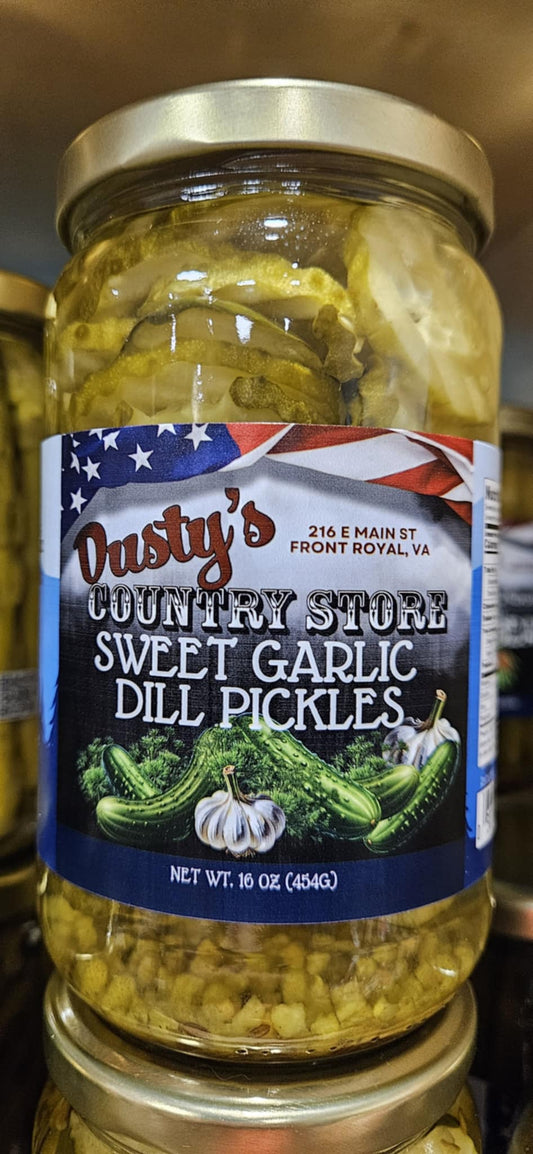 Dusty's
216 E MAIN ST
FRONT ROYAL, VA
COUNTRY STORE
SWEET GARLIC
DILL PICKLES
NET WT. 16 OZ (454G)